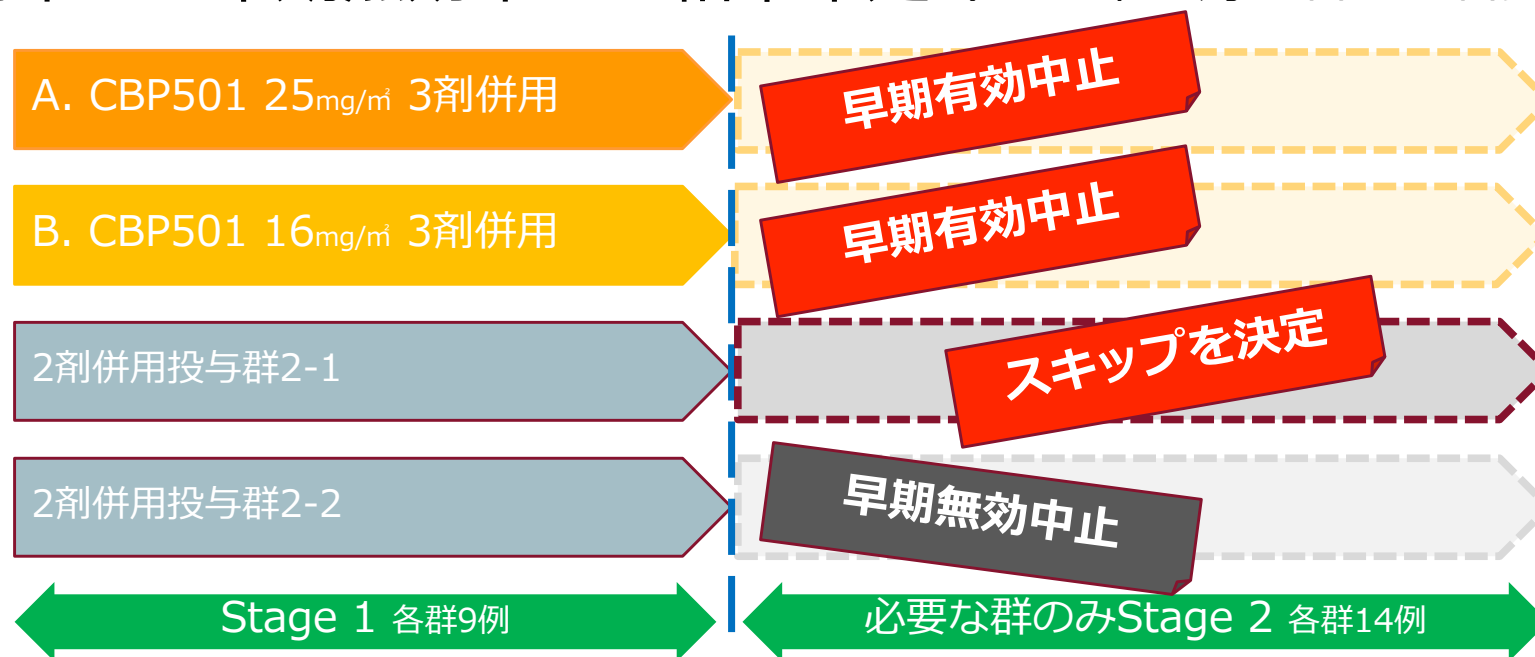 A. CBP501 25mg/㎡ 3剤併用
早期有効中止
B. CBP501 16mg/㎡ 3剤併用
早期有効中止
2剤併用投与群2-1
スキップを決定
2剤併用投与群2-2
早期無効中止
Stage 1 各群9例
必要な群のみStage 2 各群14例